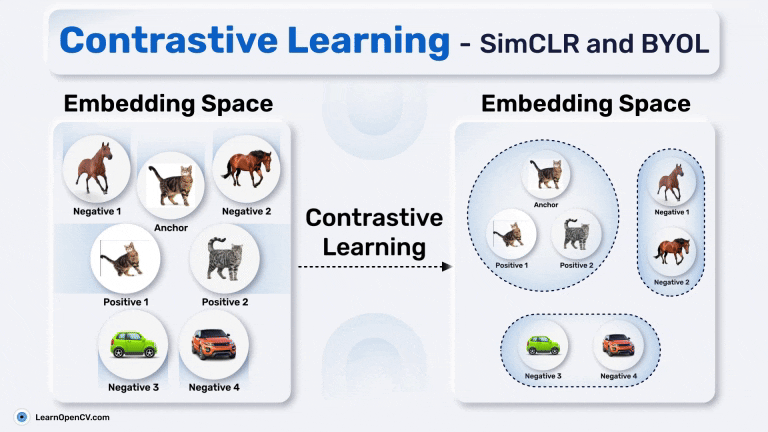 Contrastive Learning - SimCLR and BYOL
Embedding Space
Negative 1
Anchor
Negative 2
Positive 1
Positive 2
Negative 3
Negative 4
Contrastive
Learning
Embedding Space
Anchor
Positive 1
Positive 2
Negative 1
Negative 2
Negative 3
Negative 4
LearnOpenCV.com